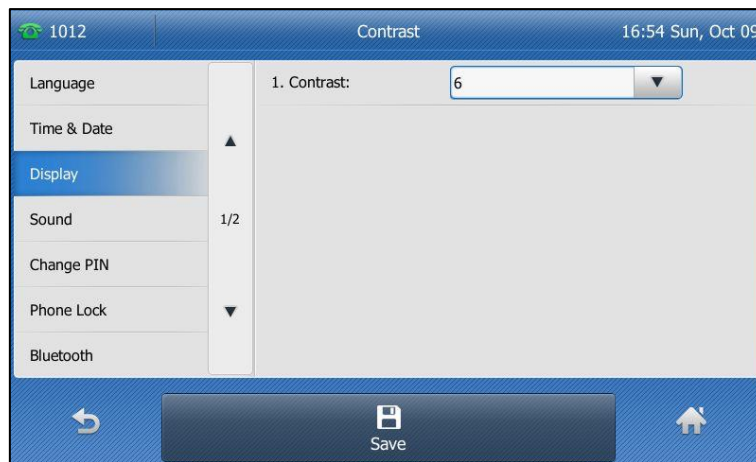 1012
Contrast
16:54 Sun, Oct 09
Language
Time & Date
Display
Sound
Change PIN
Phone Lock
Bluetooth
1/2
1. Contrast:
6
Save